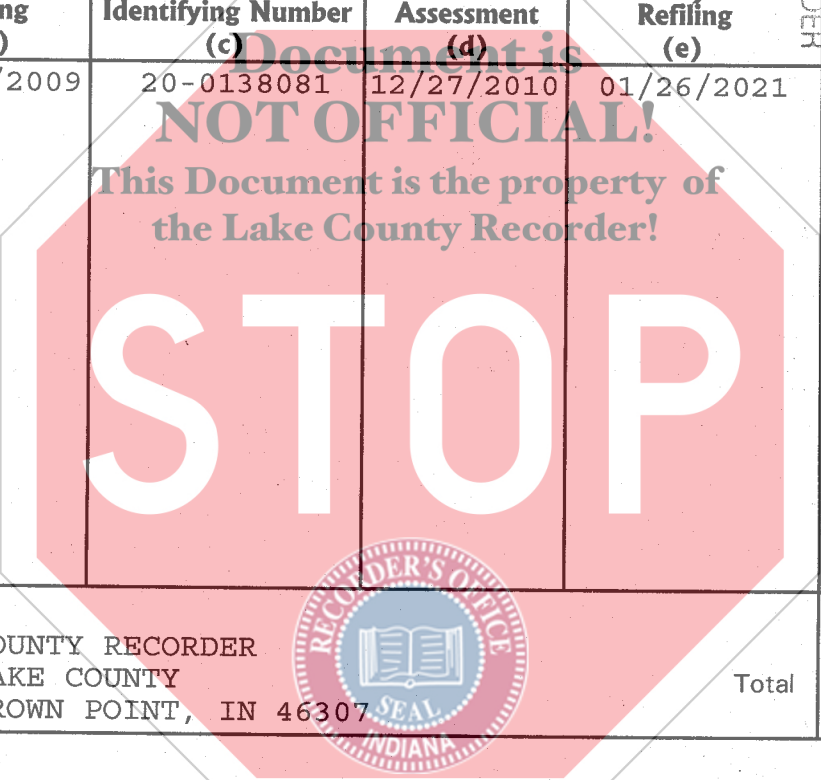 ng Identifying Number Assessment Refiling
) (c) (d) (e)
DER
Document is
/2009 20-0138081 12/27/2010 01/26/2021
NOT OFFICIAL!
This Document is the property of
the Lake County Recorder!
STOP
RECORDER'S OFFICE
SEAL
INDIANA
OUNTY RECORDER
AKE COUNTY
ROWN POINT, IN 46307
Total